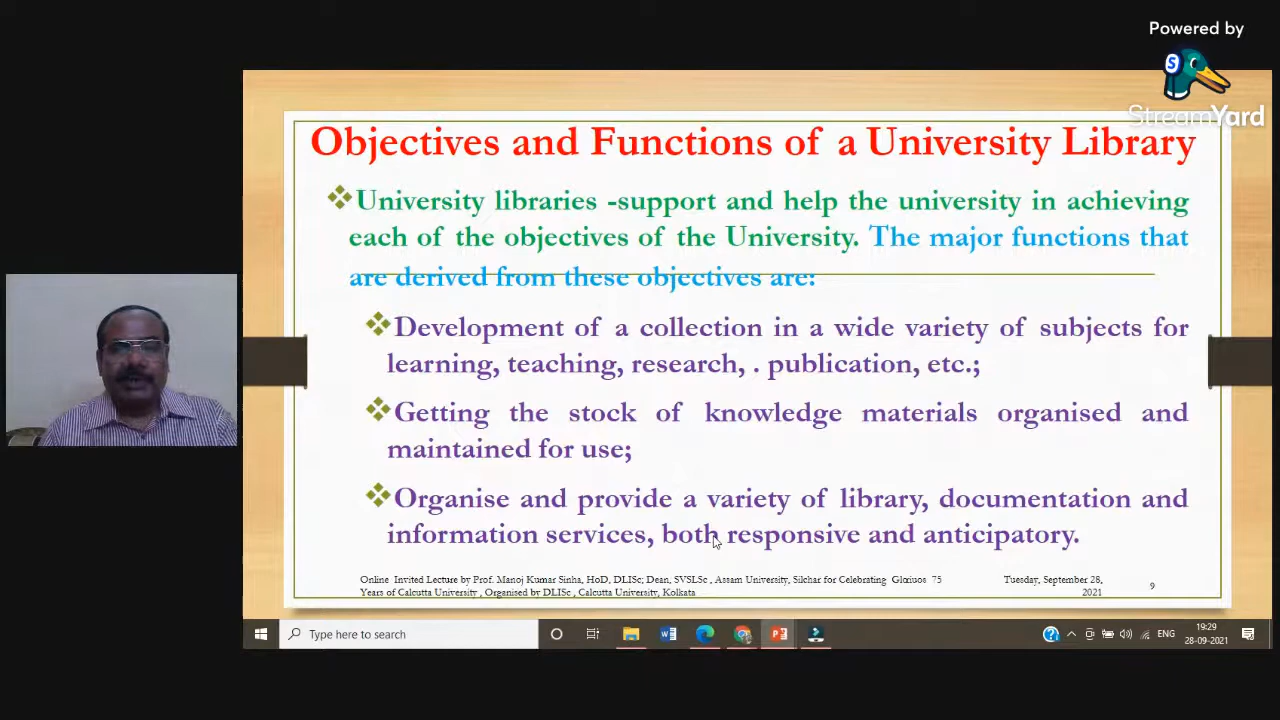 Powered by
StreamYard
Objectives and Functions of a University Library
University libraries -support and help the university in achieving
each of the objectives of the University. The major functions that
are derived from these objectives are:
Development of a collection in a wide variety of subjects for
learning, teaching, research, . publication, etc.;
Getting the stock of knowledge materials organised and
maintained for use;
Organise and provide a variety of library, documentation and
information services, both responsive and anticipatory.
Online Invited Lecture by Prof. Manoj Kumar Sinha, HoD, DLISc; Dean, SVSLSc , Assam University, Silchar for Celebrating Glœiuos 75
Years of Calcutta University , Organised by DLISc , Calcutta University, Kolkata
Tuesday, September 28,
2021
9
Type here to search
ENG
19:29
28-09-2021